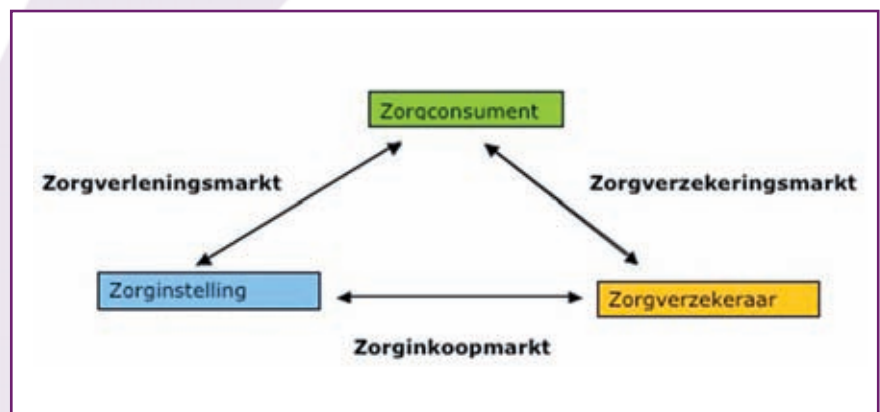 Zorgconsument
Zorgverleningsmarkt
Zorgverzekeringsmarkt
Zorginstelling
Zorgverzekeraar
Zorginkoopmarkt